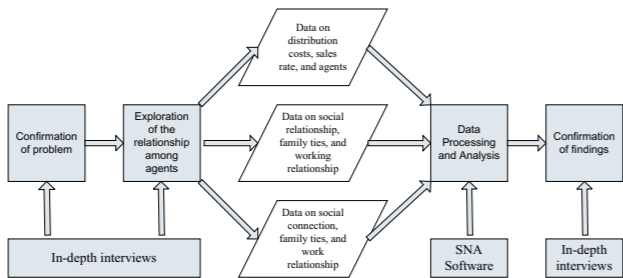 Data on
distribution
costs, sales
rate, and agents
Confirmation
of problem
Exploration
of the
relationship
among
agents
Data on social
relationship,
family ties, and
working
relationship
Data
Processing
and Analysis
Confirmation
of findings
Data on social
connection,
family ties, and
work
relationship
In-depth interviews
SNA
Software
In-depth
interviews